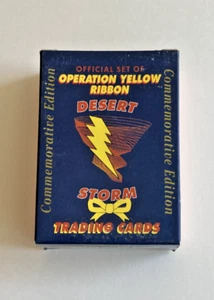 OFFICIAL SET OF
OPERATION YELLOW
RIBBON
DESERT
STORM
TRADING CARDS
Commemorative Edition
Commemorative Edition